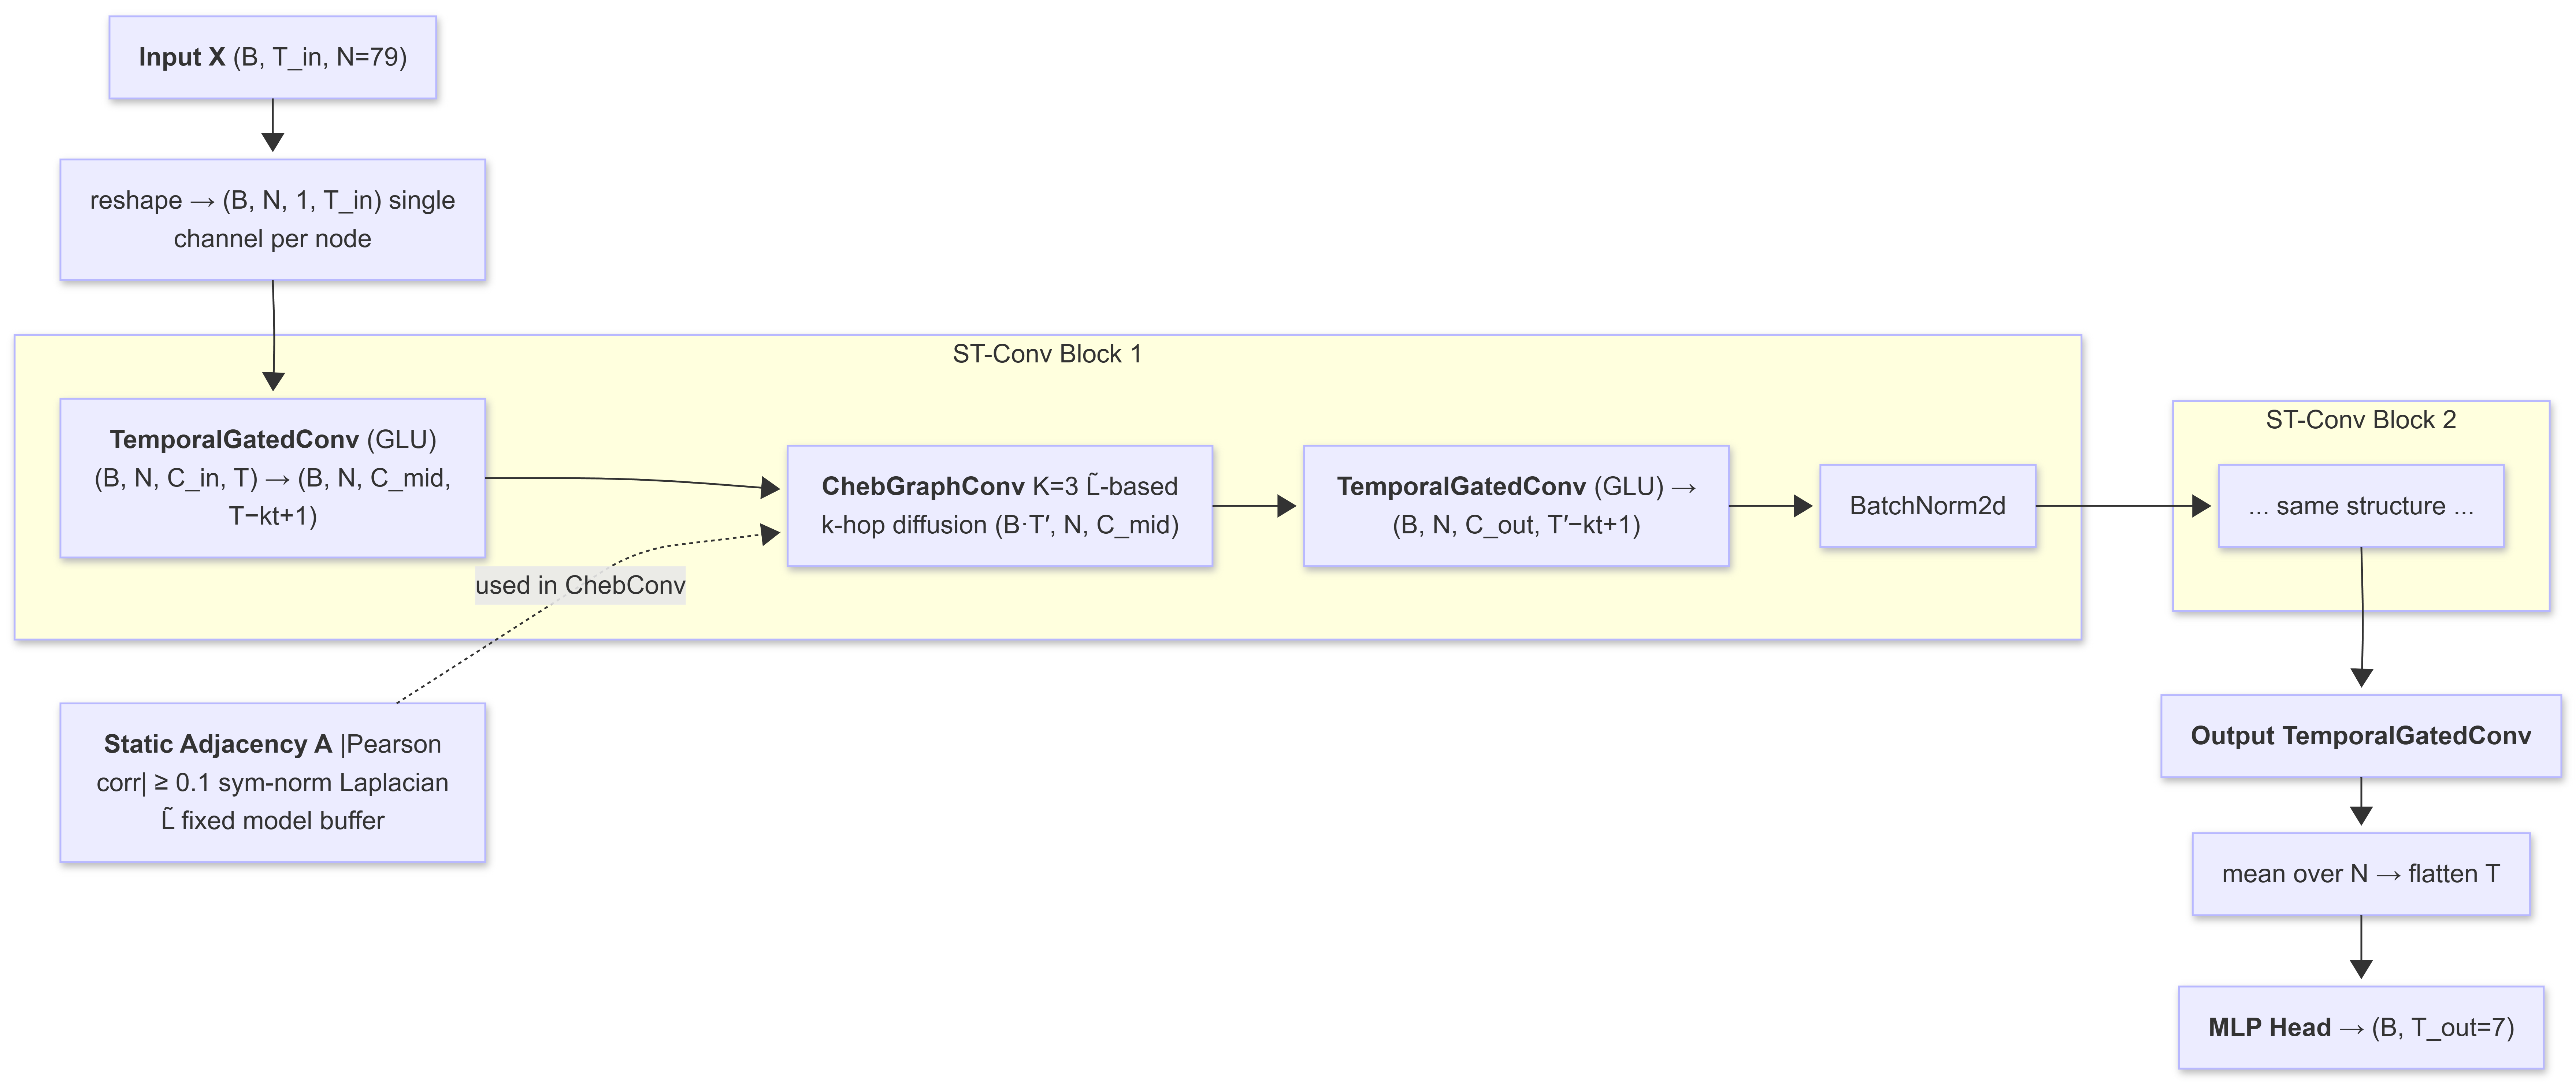 Input X (B, T_in, N=79)
reshape → (B, N, 1, T_in) single
channel per node
ST-Conv Block 1
TemporalGatedConv (GLU)
(B, N, C_in, T) → (B, N, C_mid,
T−kt+1)
used in ChebConv
ChebGraphConv K=3 L̃-based
k-hop diffusion (B·T′, N, C_mid)
TemporalGatedConv (GLU) →
(B, N, C_out, T′−kt+1)
BatchNorm2d
Static Adjacency A |Pearson
corr| ≥ 0.1 sym-norm Laplacian
L̃ fixed model buffer
ST-Conv Block 2
... same structure ...
Output TemporalGatedConv
mean over N → flatten T
MLP Head → (B, T_out=7)